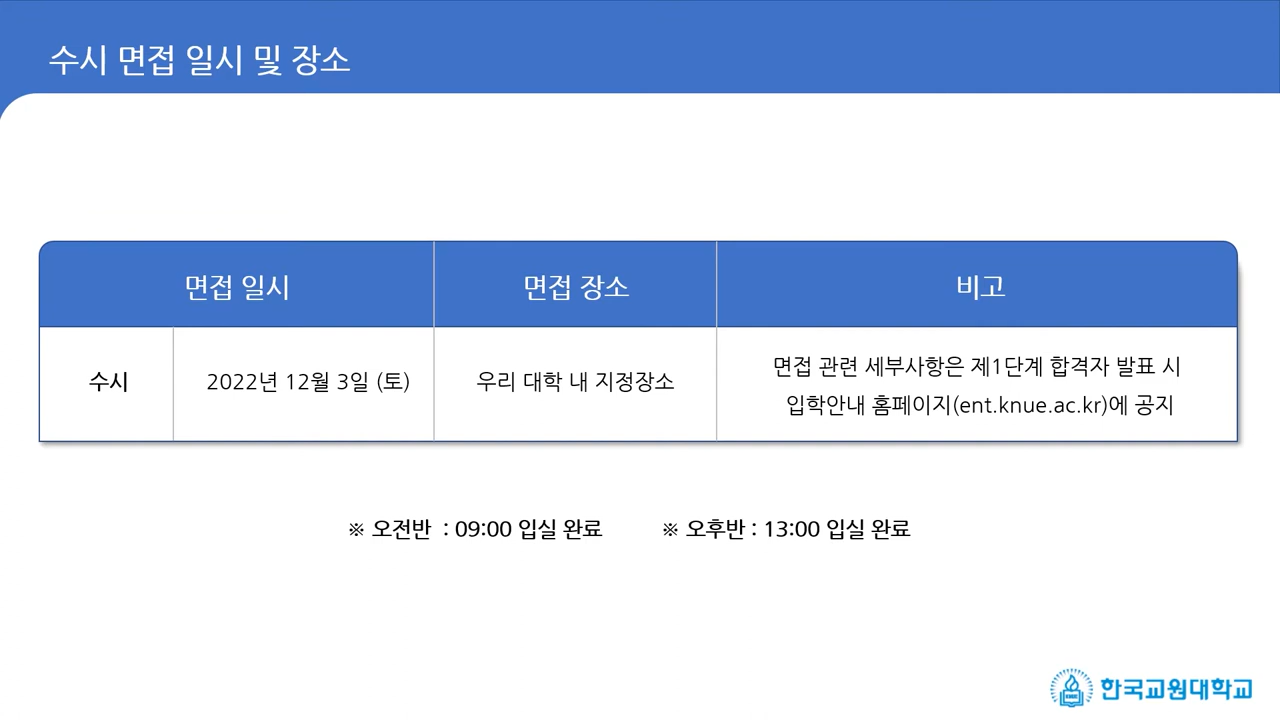 수시 면접 일시 및 장소
면접 일시
면접 장소
비고
수시
2022년 12월 3일 (토)
우리 대학 내 지정장소
면접 관련 세부사항은 제1단계 합격자 발표 시
입학안내 홈페이지(ent.knue.ac.kr)에 공지
※ 오전반 : 09:00 입실 완료
※ 오후반 : 13:00 입실 완료
한국교원대학교